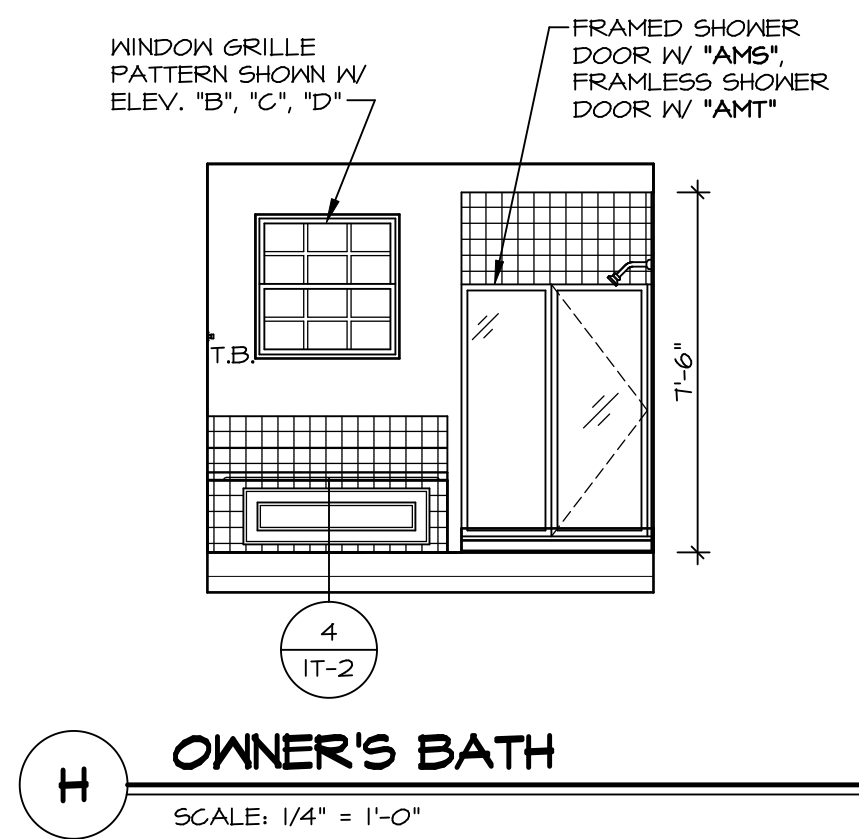 WINDOW GRILLE
PATTERN SHOWN W/
ELEV. "B", "C", "D"
FRAMED SHOWER
DOOR W/ "AMS",
FRAMLESS SHOWER
DOOR W/ "AMT"
T.B.
7'-6"
4
IT-2
H
OWNER'S BATH
SCALE: 1/4" = 1'-0"